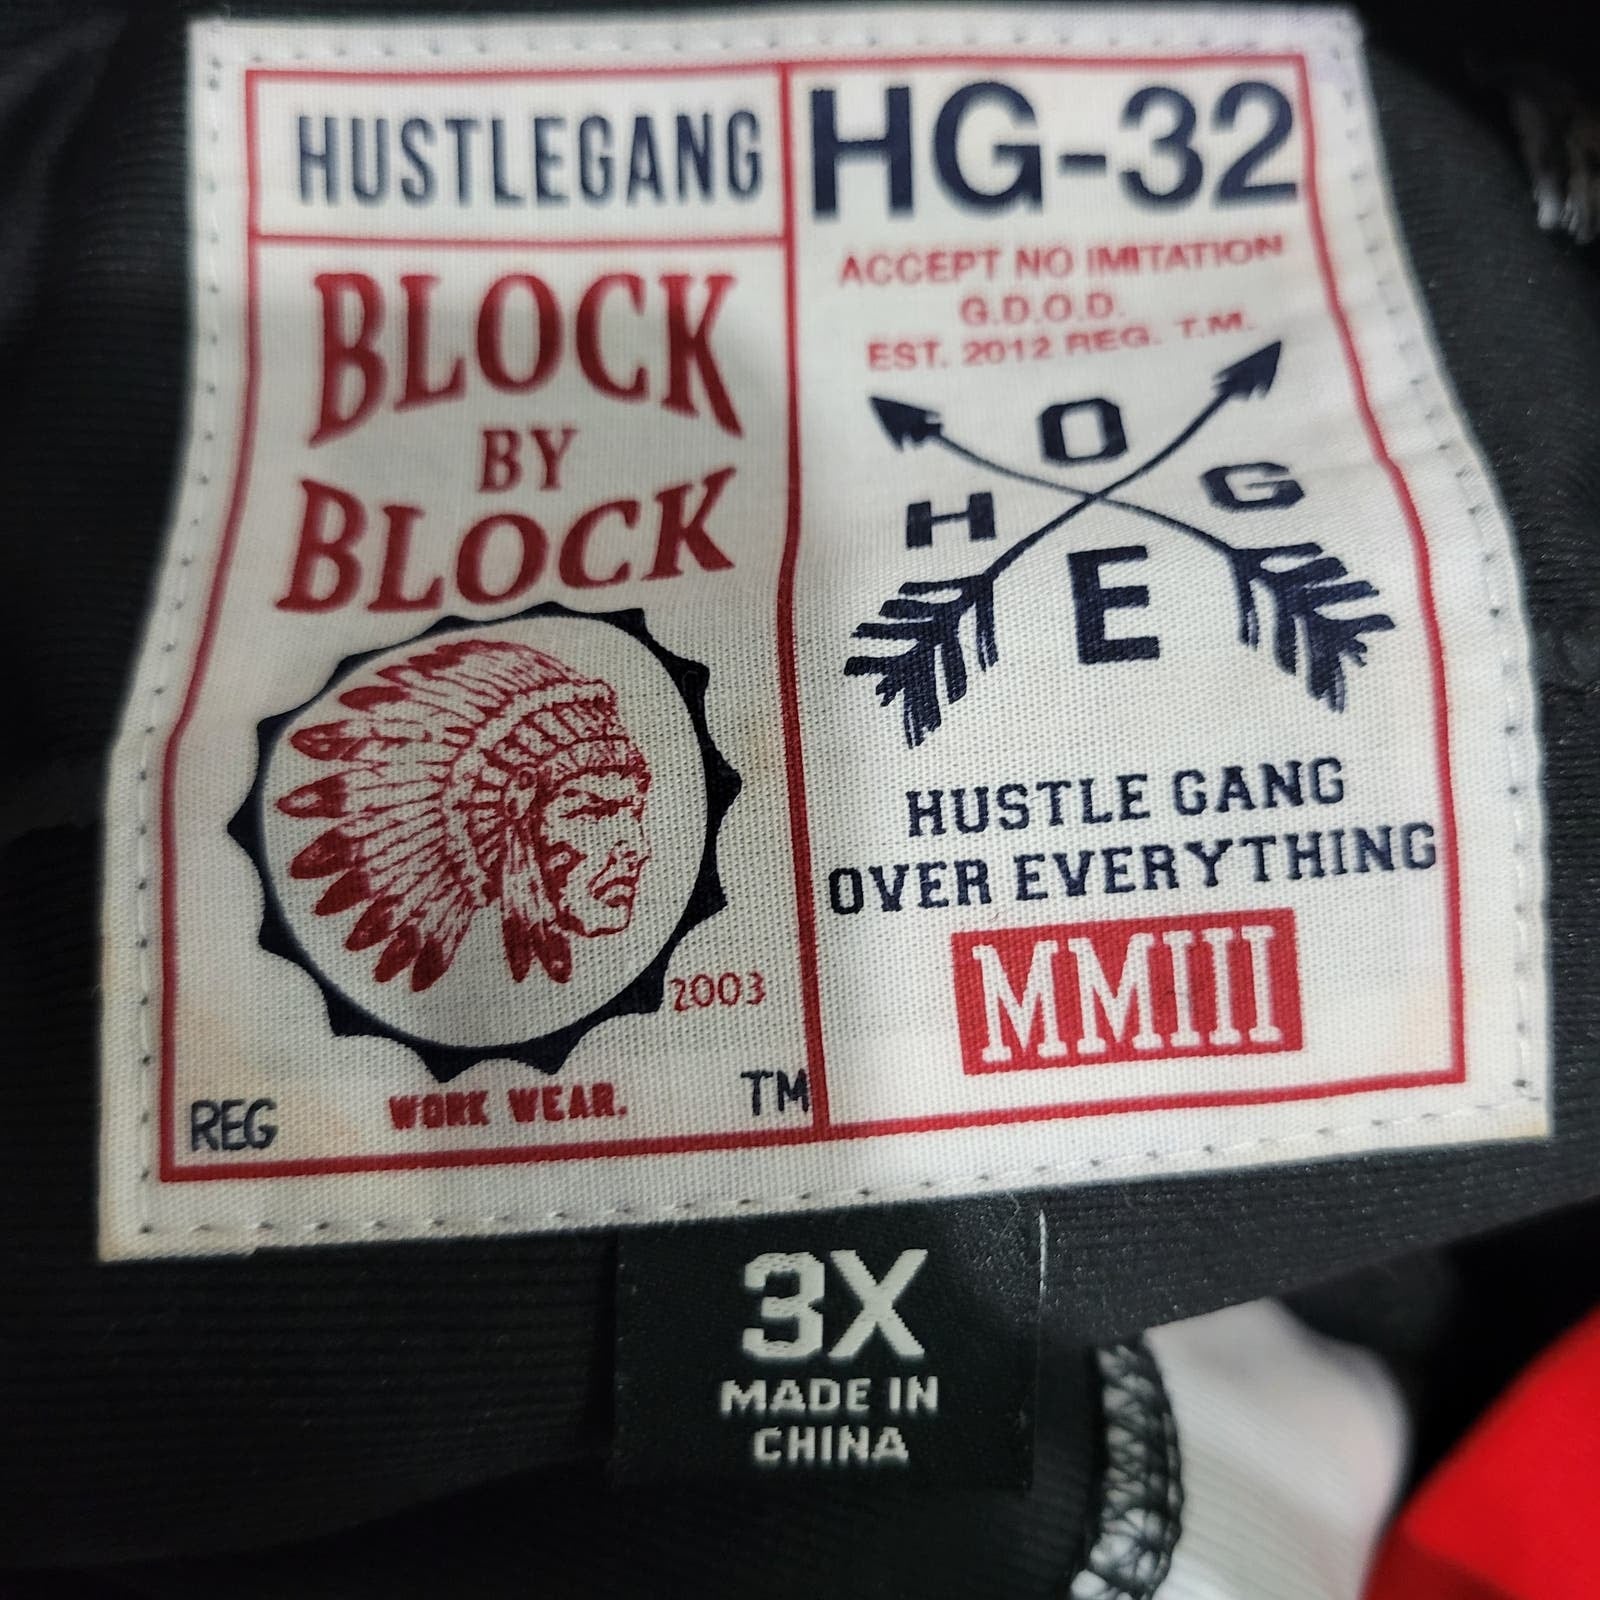 HUSTLEGANG
BLOCK
BY
BLOCK
2003
REG
WORK WEAR.
TM
HG-32
ACCEPT NO IMITATION
G.D.O.D.
EST. 2012 REG. T.M.
H O G
E
HUSTLE GANG
OVER EVERYTHING
MMIII
3X
MADE IN
CHINA